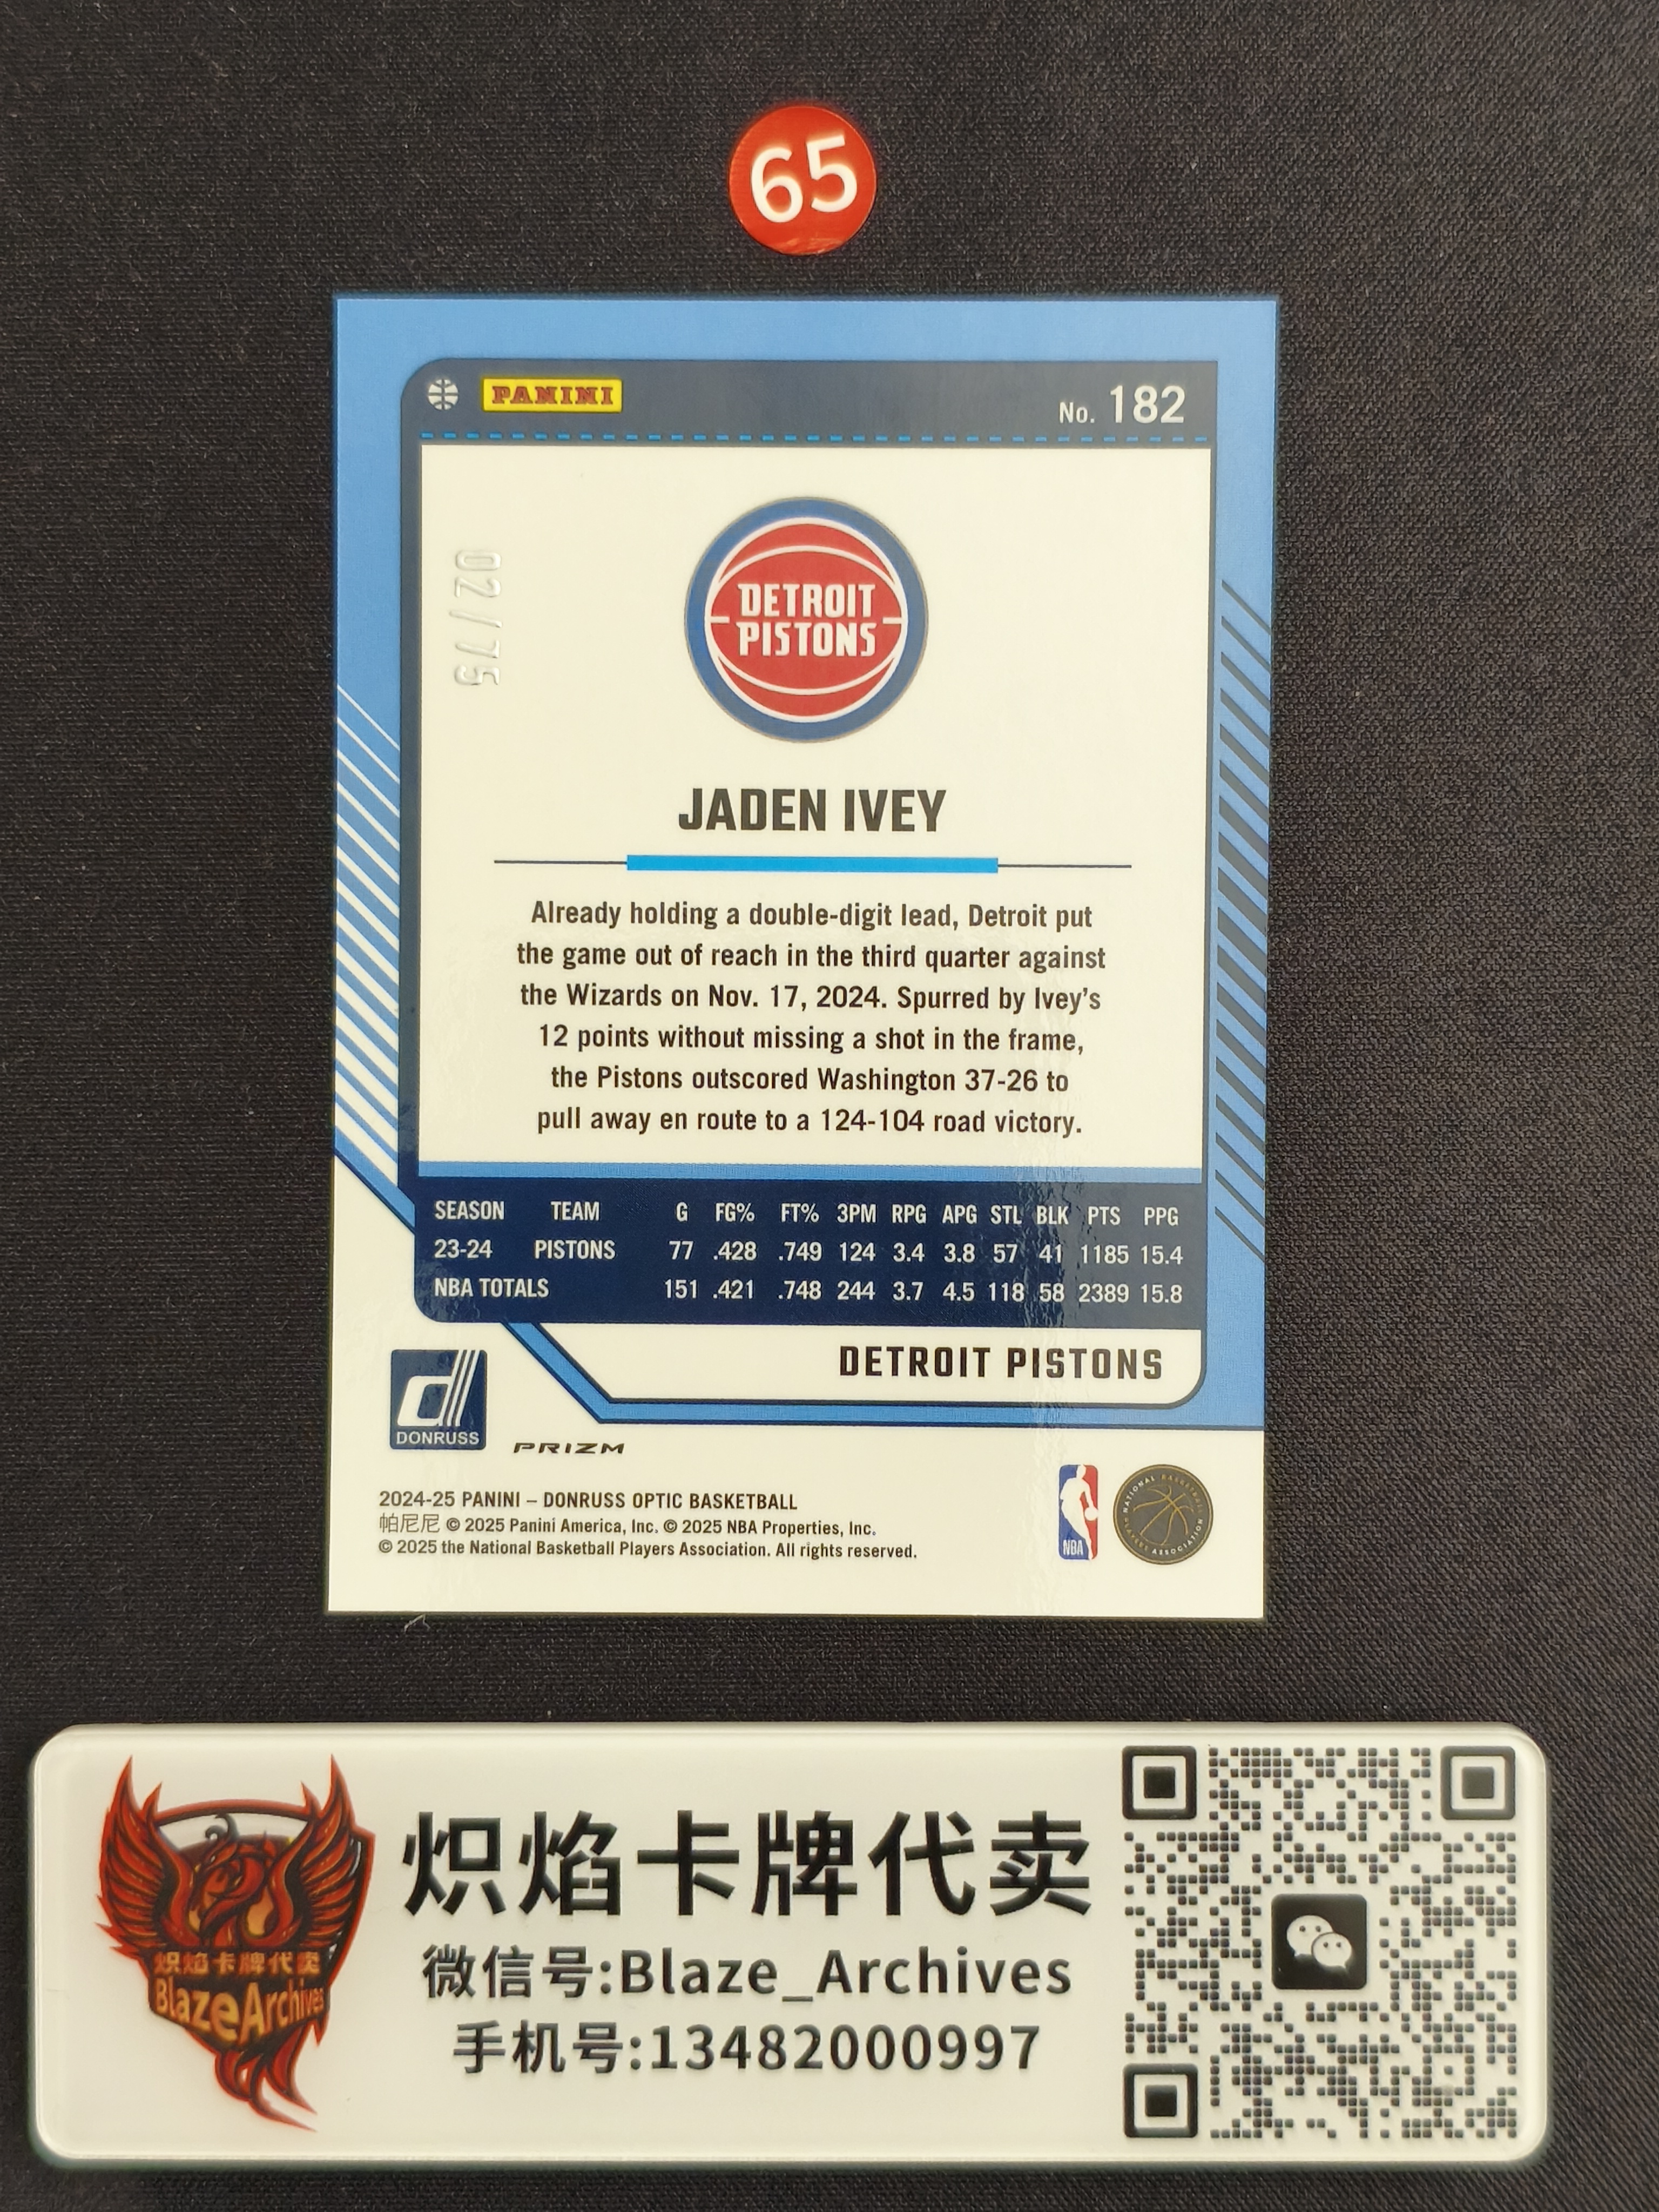 65
PANINI
No. 182
02/75
DETROIT
PISTONS
JADEN IVEY
Already holding a double-digit lead, Detroit put
the game out of reach in the third quarter against
the Wizards on Nov. 17, 2024. Spurred by Ivey's
12 points without missing a shot in the frame,
the Pistons outscored Washington 37-26 to
pull away en route to a 124-104 road victory.
SEASON TEAM G FG% FT% 3PM RPG APG STL BLK PTS PPG
23-24 PISTONS 77 .428 .749 124 3.4 3.8 57 41 1185 15.4
NBA TOTALS 151 .421 .748 244 3.7 4.5 118 58 2389 15.8
DETROIT PISTONS
DONRUSS
PRIZM
2024-25 PANINI – DONRUSS OPTIC BASKETBALL
帕尼尼 © 2025 Panini America, Inc. © 2025 NBA Properties, Inc.
© 2025 the National Basketball Players Association. All rights reserved.
NBA
NATIONAL BASKETBALL PLAYERS ASSOCIATION
炽焰卡牌代卖
微信号:Blaze_Archives
手机号:13482000997
炽焰卡牌代卖
BlazeArchives